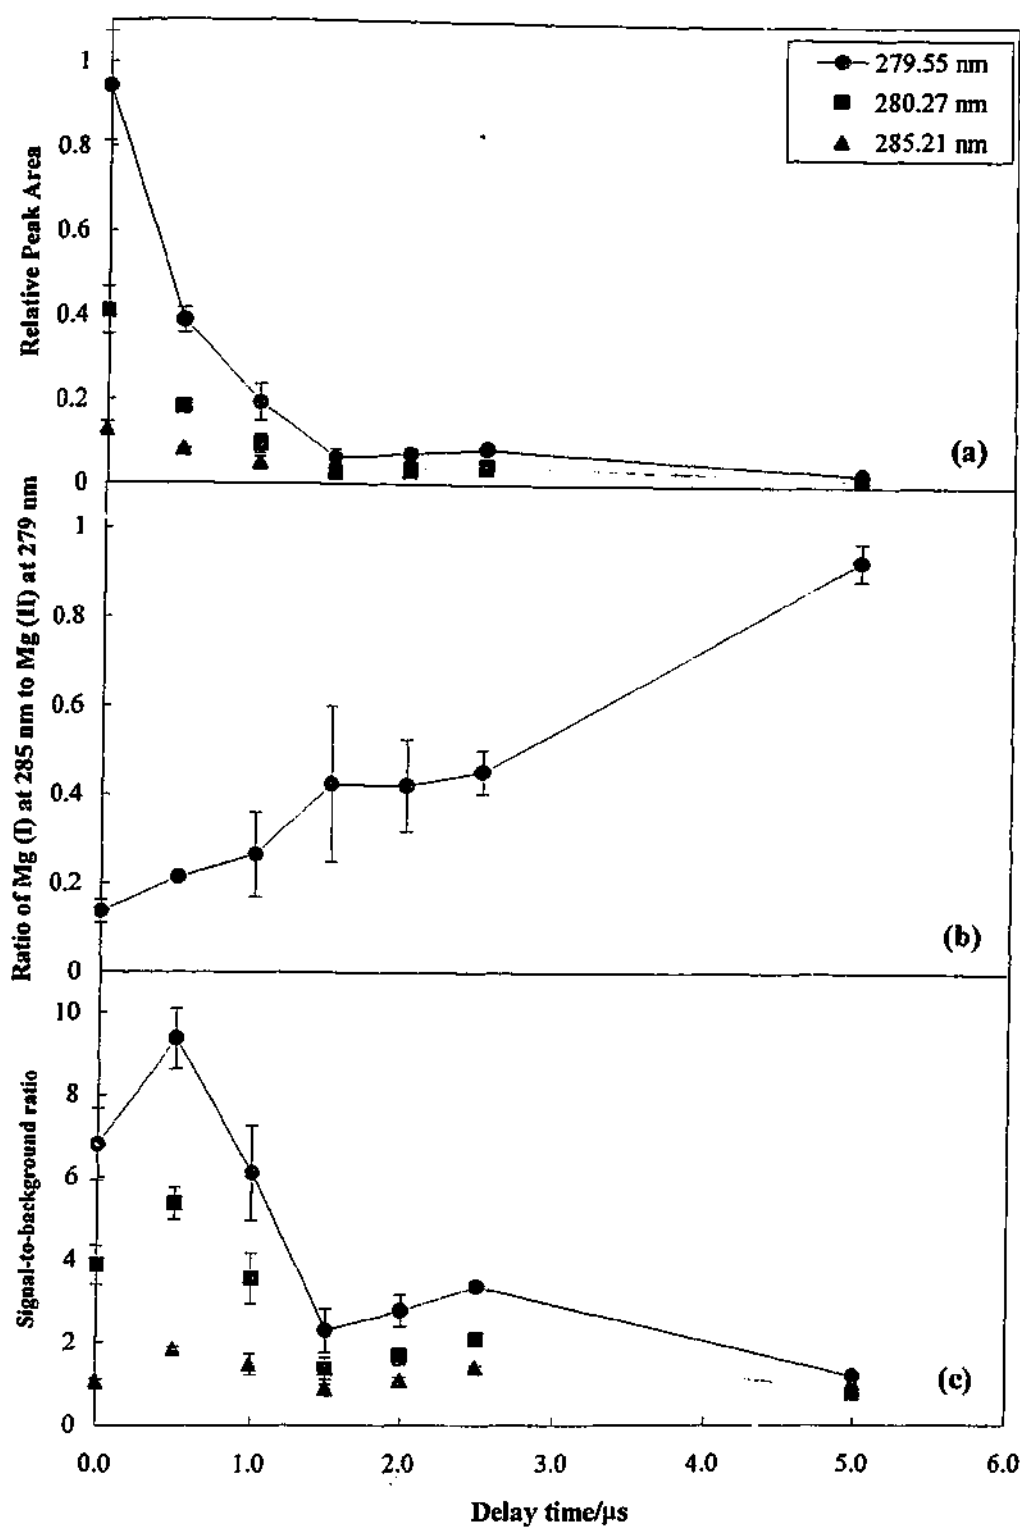 279.55 nm
280.27 nm
285.21 nm
Relative Peak Area
1
0.8
0.6
0.4
0.2
0
(a)
Ratio of Mg (I) at 285 nm to Mg (II) at 279 nm
1
0.8
0.6
0.4
0.2
0
(b)
Signal-to-background ratio
10
8
6
4
2
0
(c)
0.0 1.0 2.0 3.0 4.0 5.0 6.0
Delay time/µs